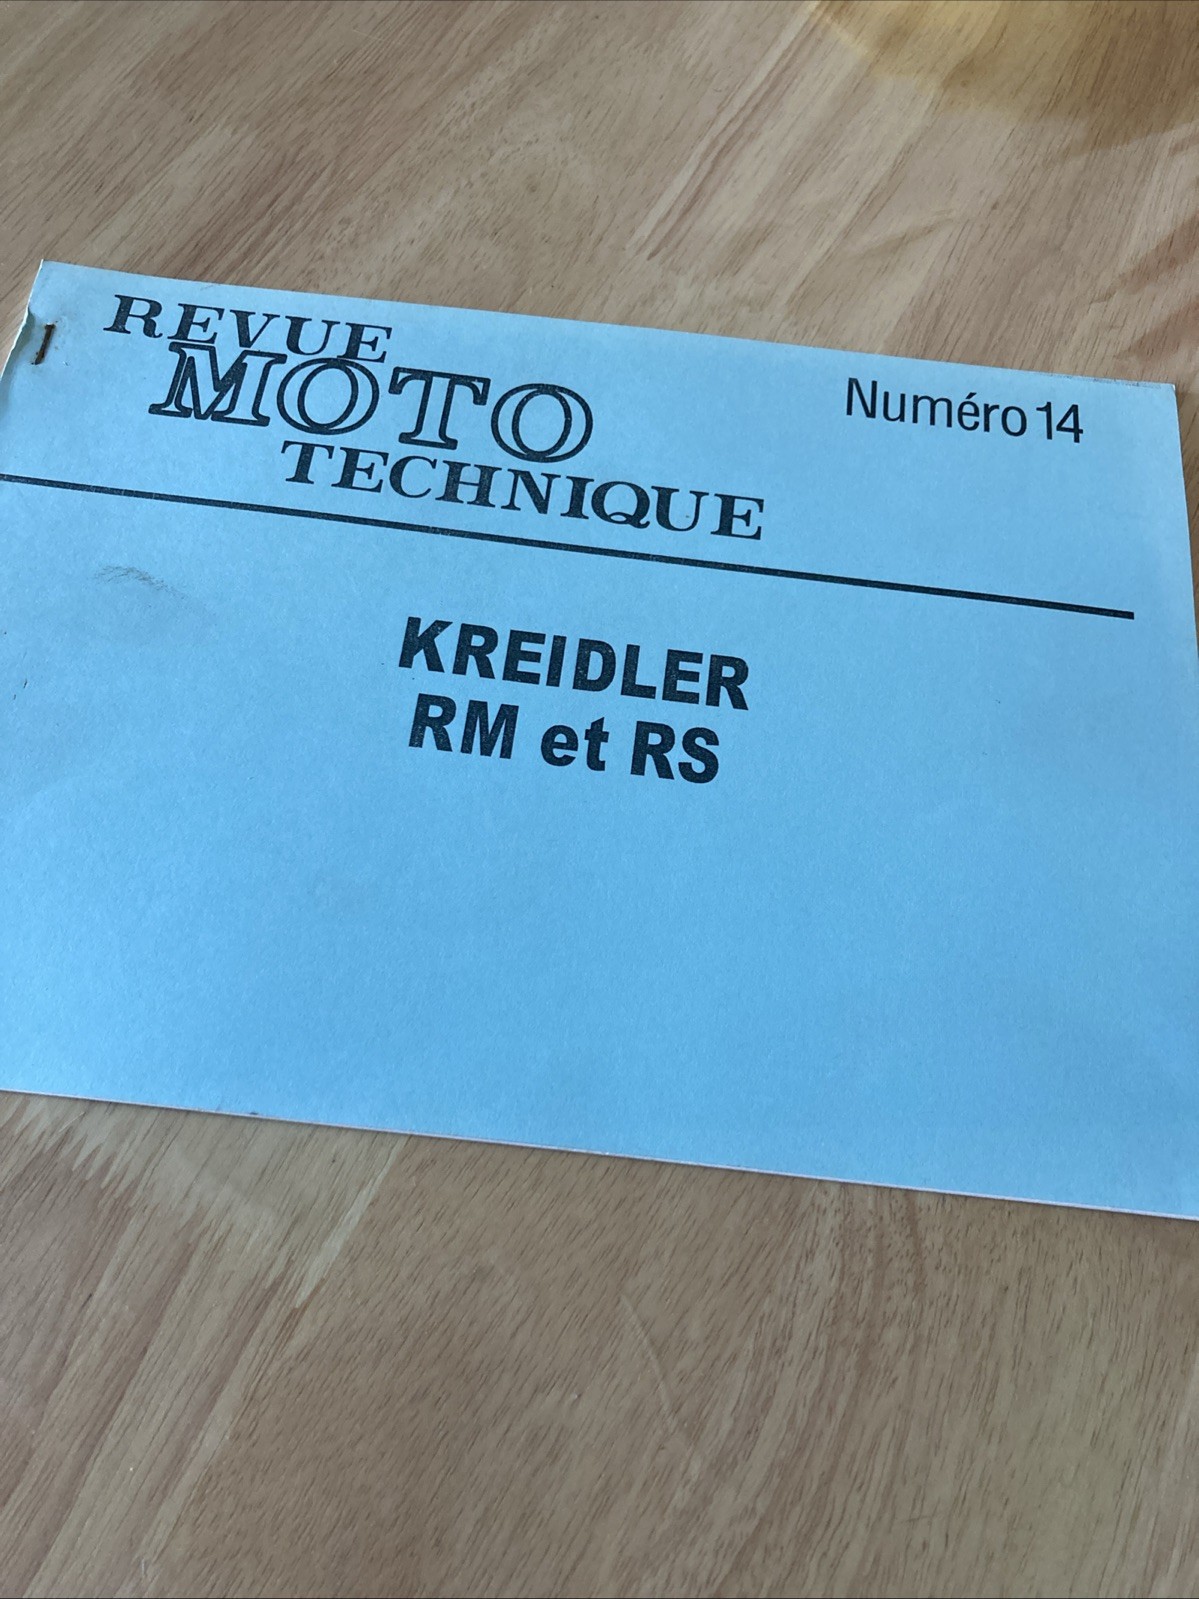 REVUE
MOTO
TECHNIQUE
Numéro 14
KREIDLER
RM et RS